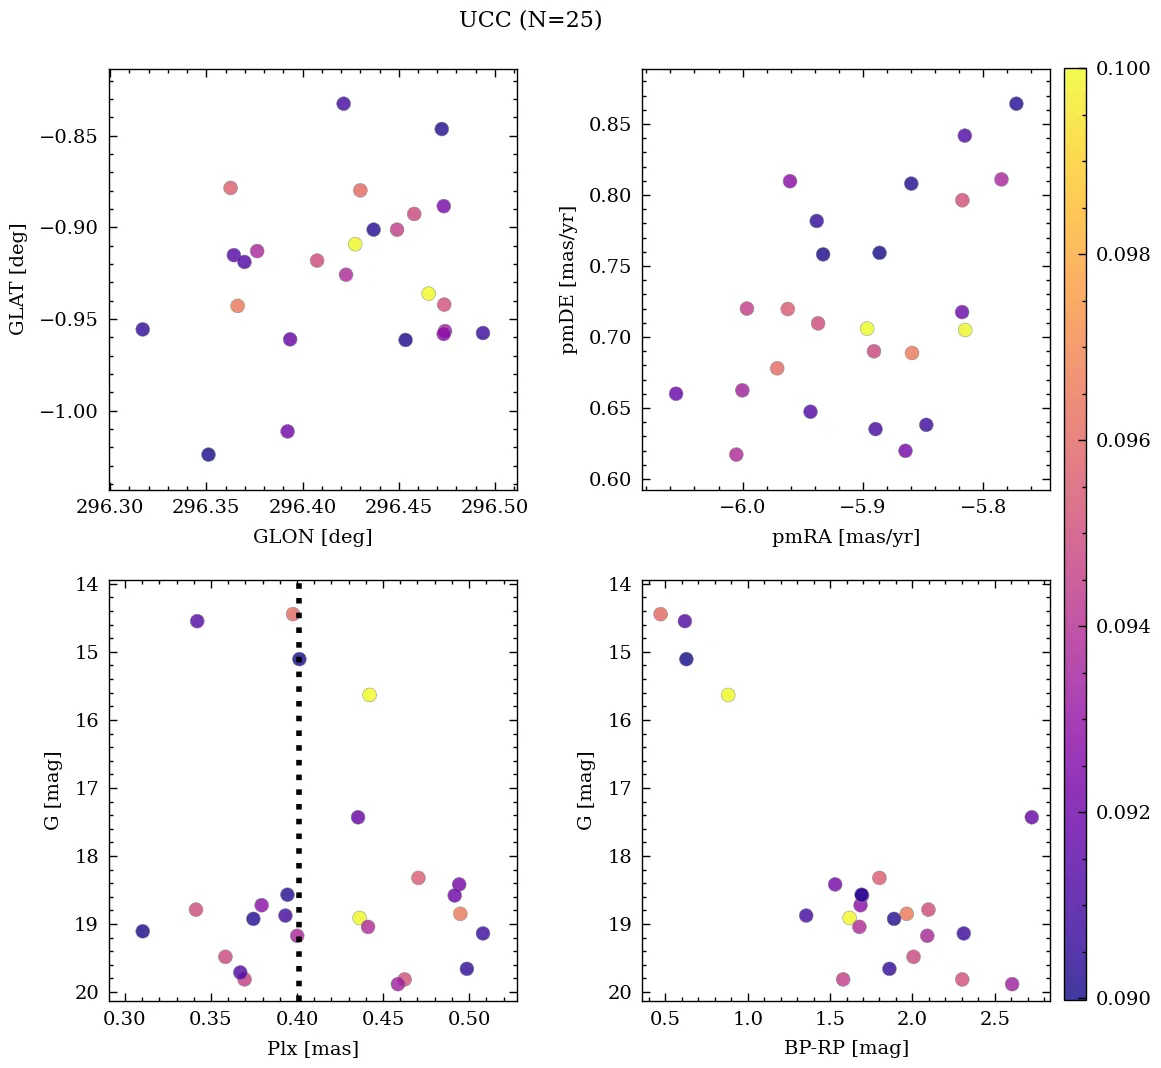 UCC (N=25)
−0.85
−0.90
−0.95
−1.00
GLAT [deg]
296.30 296.35 296.40 296.45 296.50
GLON [deg]
0.85
0.80
0.75
0.70
0.65
0.60
pmDE [mas/yr]
−6.0 −5.9 −5.8
pmRA [mas/yr]
14
15
16
17
18
19
20
G [mag]
0.30 0.35 0.40 0.45 0.50
Plx [mas]
14
15
16
17
18
19
20
G [mag]
0.5 1.0 1.5 2.0 2.5
BP-RP [mag]
0.100
0.098
0.096
0.094
0.092
0.090